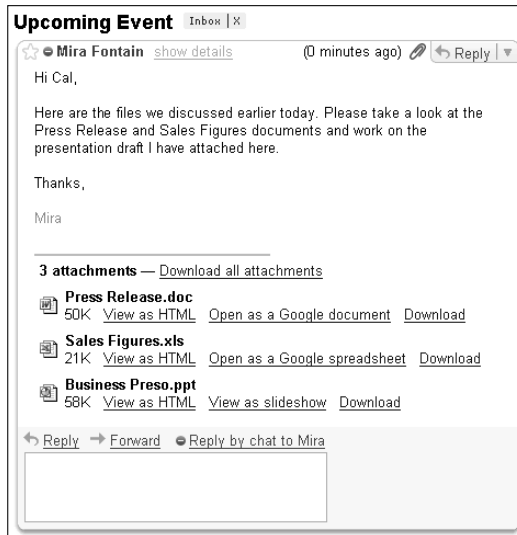 Upcoming Event Inbox | X
Mira Fontain show details (0 minutes ago) Reply
Hi Cal,
Here are the files we discussed earlier today. Please take a look at the
Press Release and Sales Figures documents and work on the
presentation draft I have attached here.
Thanks,
Mira
3 attachments — Download all attachments
Press Release.doc
50K View as HTML Open as a Google document Download
Sales Figures.xls
21K View as HTML Open as a Google spreadsheet Download
Business Preso.ppt
58K View as HTML View as slideshow Download
Reply Forward Reply by chat to Mira